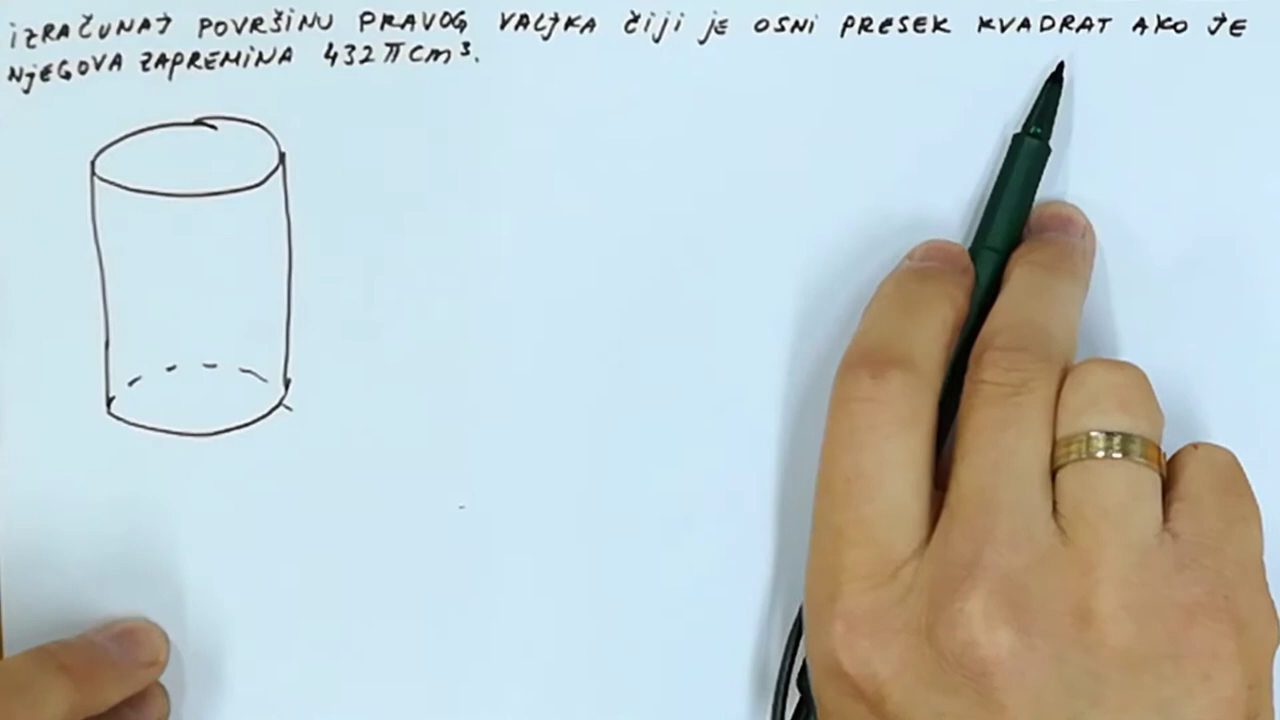 iZRAČUNAJ POVRŠINU PRAVOG VALJKA čiji jE OSNi PRESEK KVADRAT AKO JE
NjEGOVA ZAPREMINA 432πCm³.